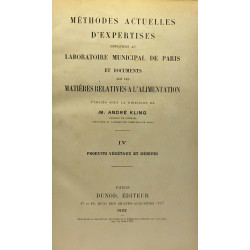 MÉTHODES ACTUELLES
D'EXPERTISES
EMPLOYÉES AU
LABORATOIRE MUNICIPAL DE PARIS
ET DOCUMENTS
SUR LES
MATIÈRES RELATIVES A L'ALIMENTATION
PUBLIÉS SOUS LA DIRECTION DE
M. ANDRÉ KLING
IV
PRODUITS VÉGÉTAUX ET DÉRIVÉS
PARIS
DUNOD, ÉDITEUR
1922